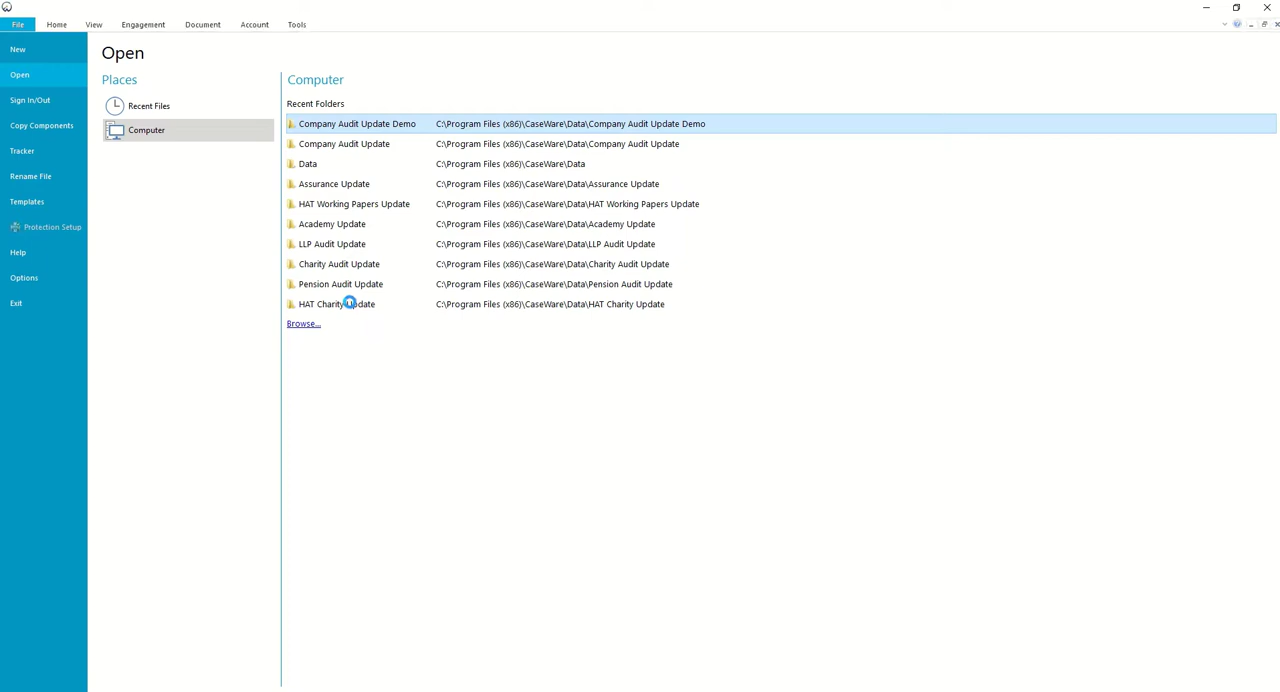 File Home View Engagement Document Account Tools
New
Open
Sign In/Out
Copy Components
Tracker
Rename File
Templates
Protection Setup
Help
Options
Exit
Open
Places
Recent Files
Computer
Computer
Recent Folders
Company Audit Update Demo C:\Program Files (x86)\CaseWare\Data\Company Audit Update Demo
Company Audit Update C:\Program Files (x86)\CaseWare\Data\Company Audit Update
Data C:\Program Files (x86)\CaseWare\Data
Assurance Update C:\Program Files (x86)\CaseWare\Data\Assurance Update
HAT Working Papers Update C:\Program Files (x86)\CaseWare\Data\HAT Working Papers Update
Academy Update C:\Program Files (x86)\CaseWare\Data\Academy Update
LLP Audit Update C:\Program Files (x86)\CaseWare\Data\LLP Audit Update
Charity Audit Update C:\Program Files (x86)\CaseWare\Data\Charity Audit Update
Pension Audit Update C:\Program Files (x86)\CaseWare\Data\Pension Audit Update
HAT Charity Update C:\Program Files (x86)\CaseWare\Data\HAT Charity Update
Browse...